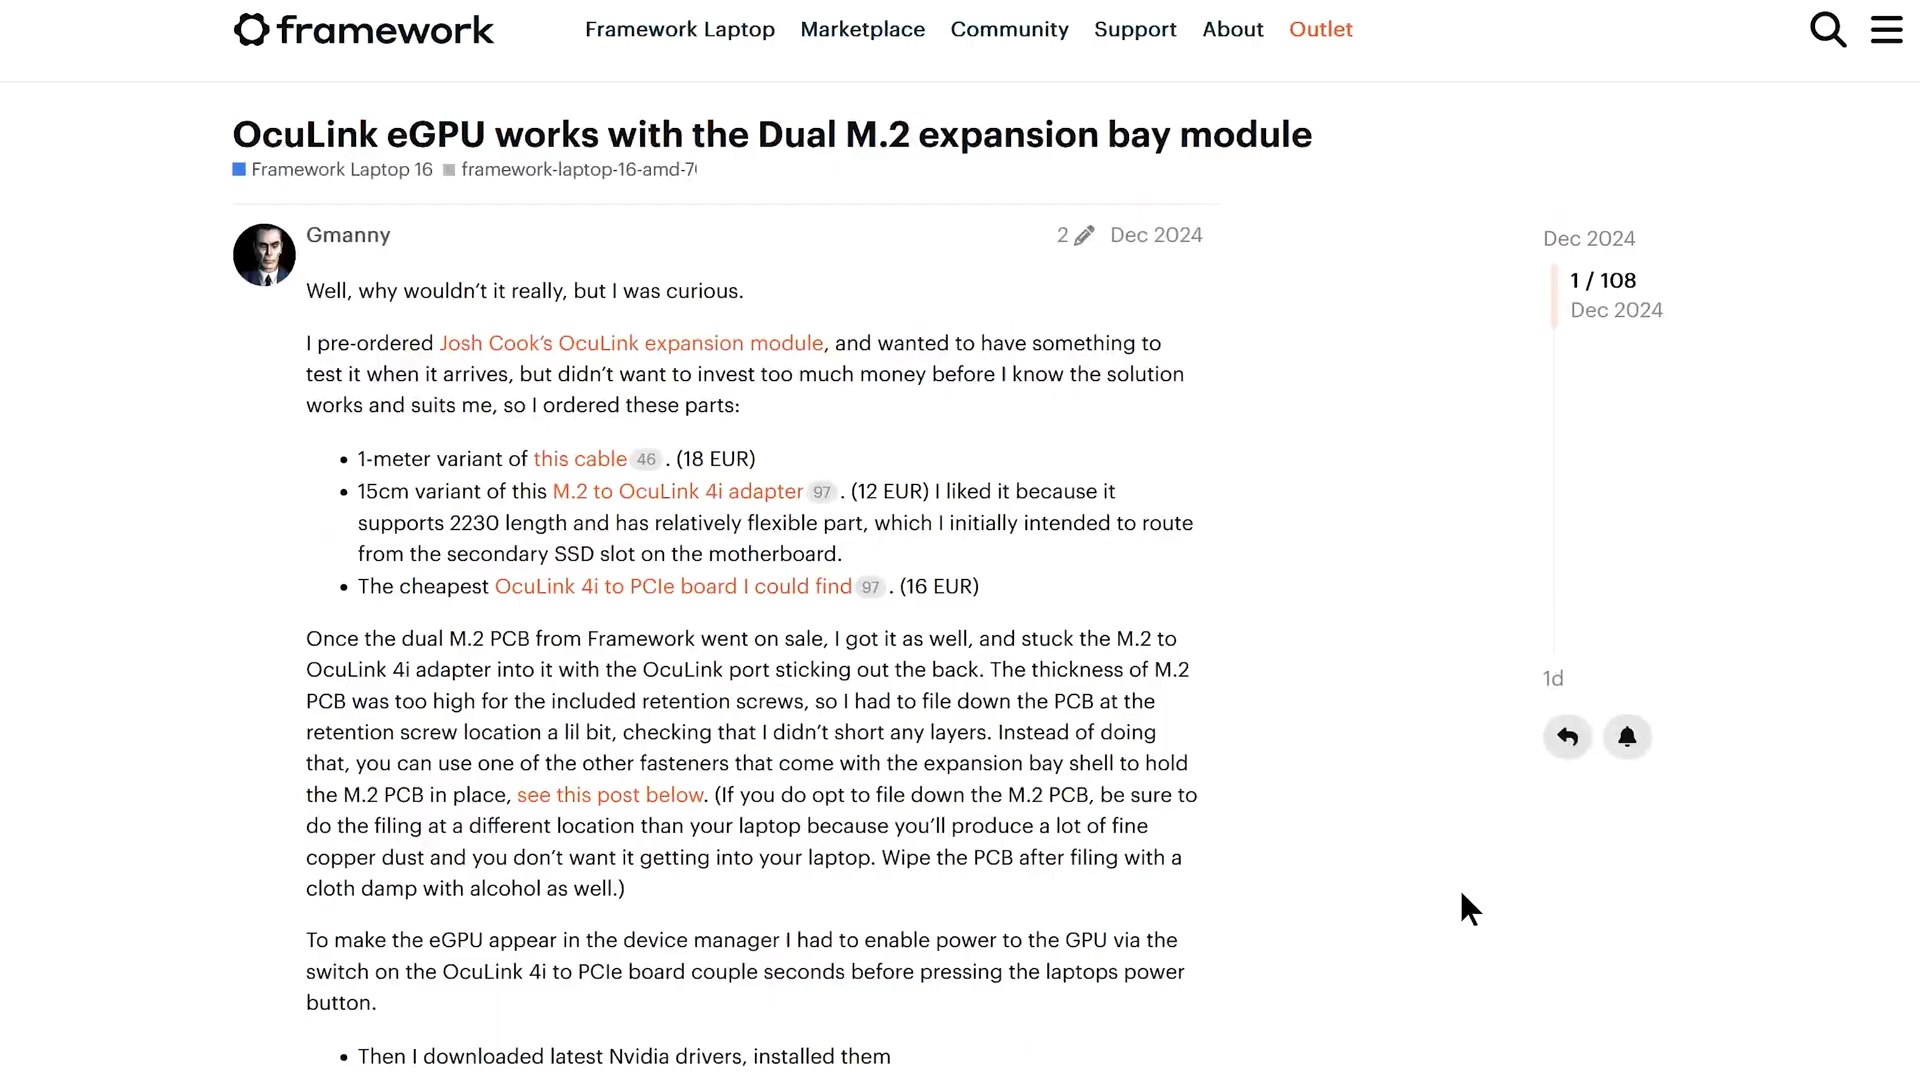 framework
Framework Laptop Marketplace Community Support About Outlet
OcuLink eGPU works with the Dual M.2 expansion bay module
Framework Laptop 16 framework-laptop-16-amd-7
Gmanny 2 Dec 2024
Well, why wouldn’t it really, but I was curious.
I pre-ordered Josh Cook’s OcuLink expansion module, and wanted to have something to
test it when it arrives, but didn’t want to invest too much money before I know the solution
works and suits me, so I ordered these parts:
• 1-meter variant of this cable 46 . (18 EUR)
• 15cm variant of this M.2 to OcuLink 4i adapter 97 . (12 EUR) I liked it because it
supports 2230 length and has relatively flexible part, which I initially intended to route
from the secondary SSD slot on the motherboard.
• The cheapest OcuLink 4i to PCIe board I could find 97 . (16 EUR)
Once the dual M.2 PCB from Framework went on sale, I got it as well, and stuck the M.2 to
OcuLink 4i adapter into it with the OcuLink port sticking out the back. The thickness of M.2
PCB was too high for the included retention screws, so I had to file down the PCB at the
retention screw location a lil bit, checking that I didn’t short any layers. Instead of doing
that, you can use one of the other fasteners that come with the expansion bay shell to hold
the M.2 PCB in place, see this post below. (If you do opt to file down the M.2 PCB, be sure to
do the filing at a different location than your laptop because you’ll produce a lot of fine
copper dust and you don’t want it getting into your laptop. Wipe the PCB after filing with a
cloth damp with alcohol as well.)
To make the eGPU appear in the device manager I had to enable power to the GPU via the
switch on the OcuLink 4i to PCIe board couple seconds before pressing the laptops power
button.
• Then I downloaded latest Nvidia drivers, installed them
Dec 2024
1 / 108
Dec 2024
1d